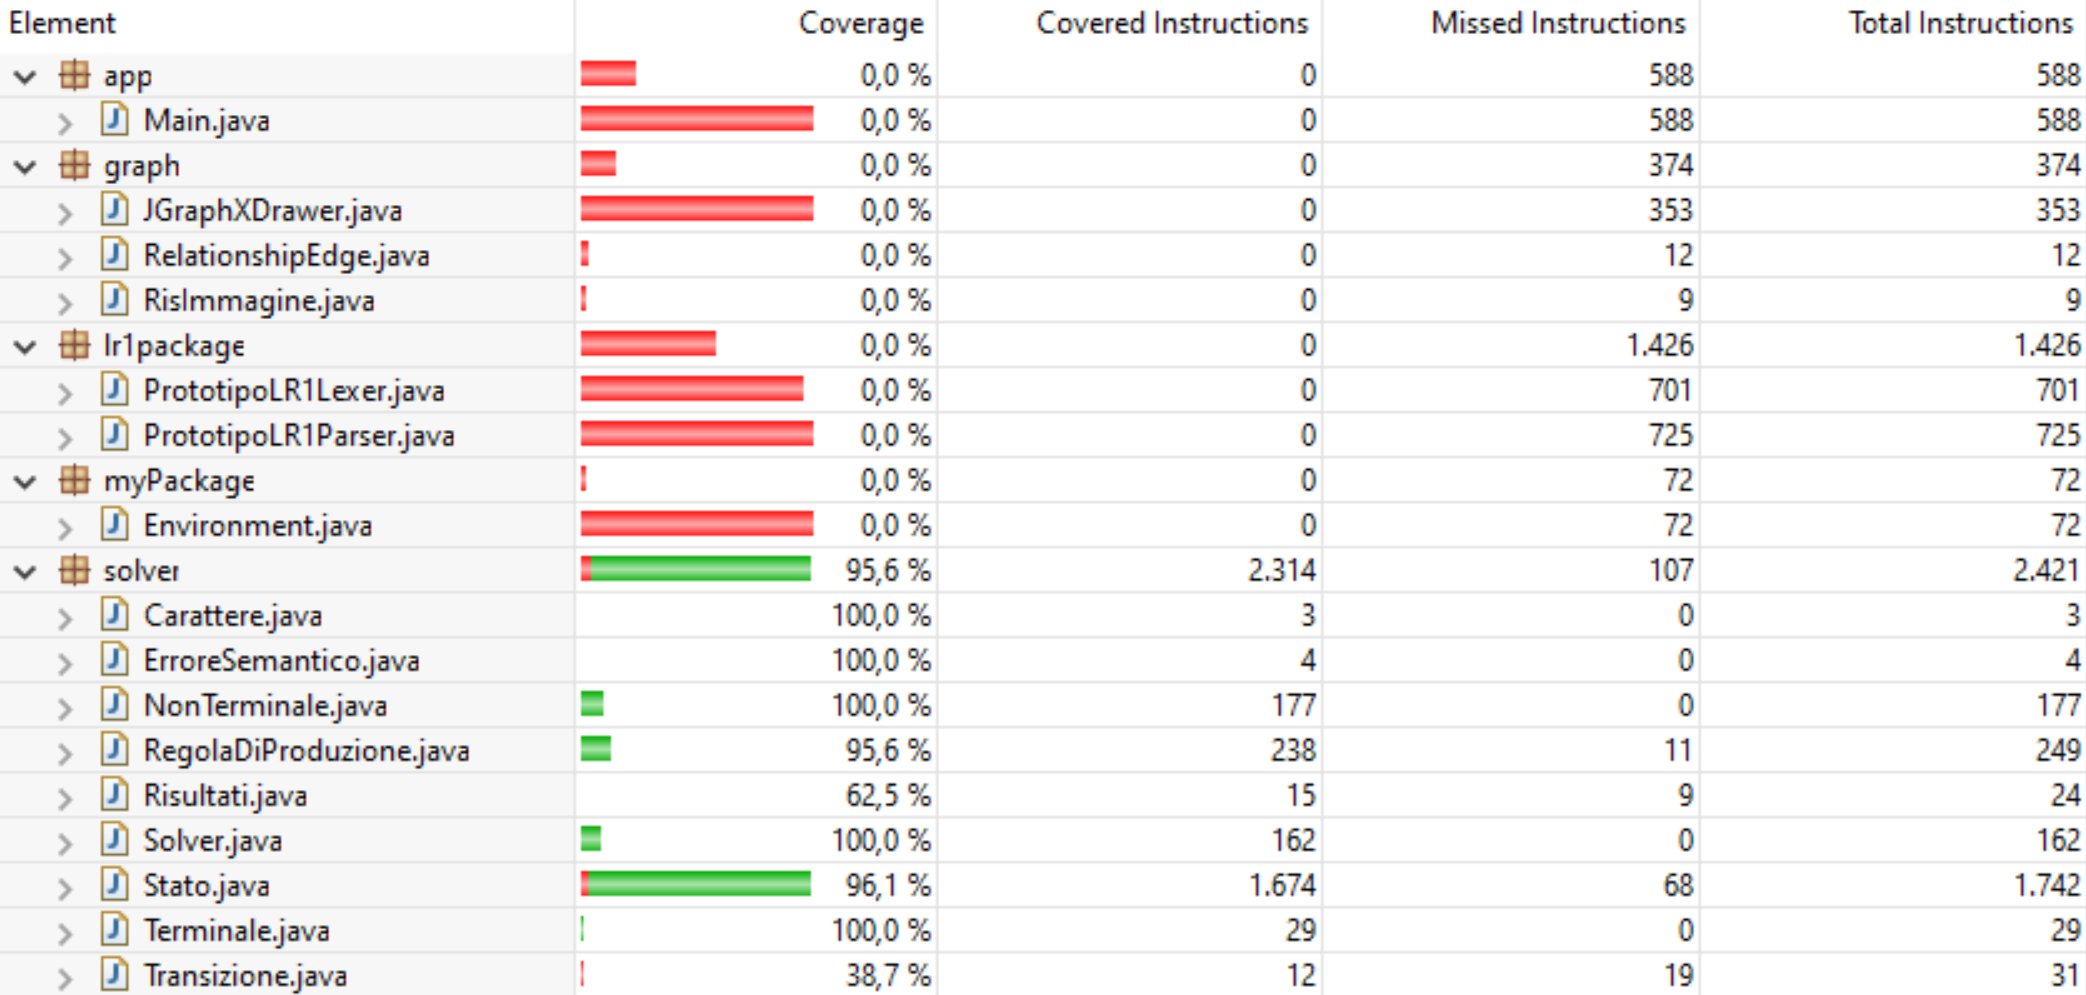 Element Coverage Covered Instructions Missed Instructions Total Instructions
app 0,0 % 0 588 588
Main.java 0,0 % 0 588 588
graph 0,0 % 0 374 374
JGraphXDrawer.java 0,0 % 0 353 353
RelationshipEdge.java 0,0 % 0 12 12
RisImmagine.java 0,0 % 0 9 9
lr1package 0,0 % 0 1.426 1.426
PrototipoLR1Lexer.java 0,0 % 0 701 701
PrototipoLR1Parser.java 0,0 % 0 725 725
myPackage 0,0 % 0 72 72
Environment.java 0,0 % 0 72 72
solver 95,6 % 2.314 107 2.421
Carattere.java 100,0 % 3 0 3
ErroreSemantico.java 100,0 % 4 0 4
NonTerminale.java 100,0 % 177 0 177
RegolaDiProduzione.java 95,6 % 238 11 249
Risultati.java 62,5 % 15 9 24
Solver.java 100,0 % 162 0 162
Stato.java 96,1 % 1.674 68 1.742
Terminale.java 100,0 % 29 0 29
Transizione.java 38,7 % 12 19 31